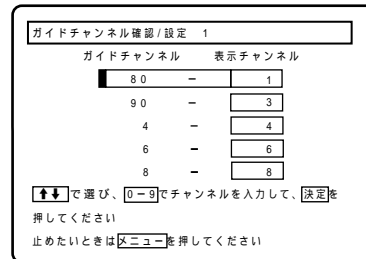 ガイドチャンネル確認/設定 1
ガイドチャンネル 表示チャンネル
80 － 1
90 － 3
4 － 4
6 － 6
8 － 8
⬆⬇で選び、0－9でチャンネルを入力して、決定を
押してください
止めたいときはメニューを押してください